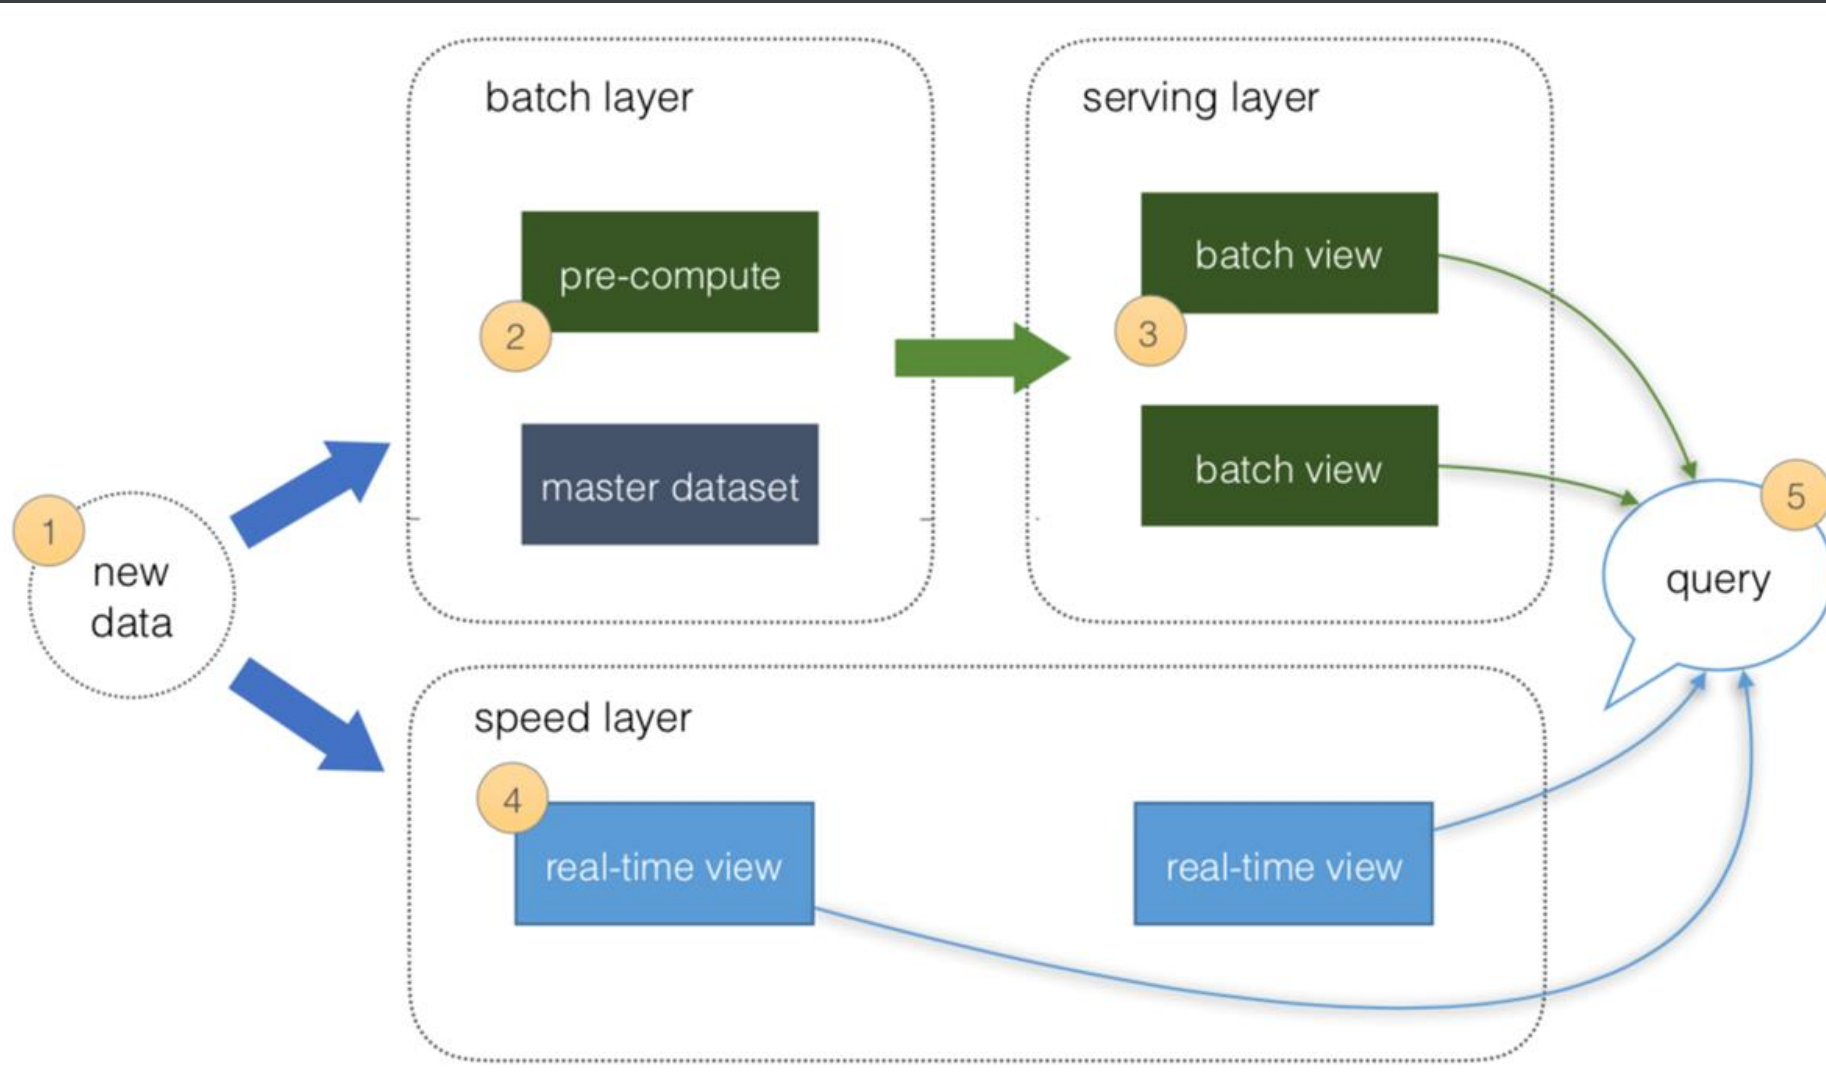 batch layer
serving layer
pre-compute
2
master dataset
batch view
3
batch view
1
new
data
5
query
speed layer
4
real-time view
real-time view